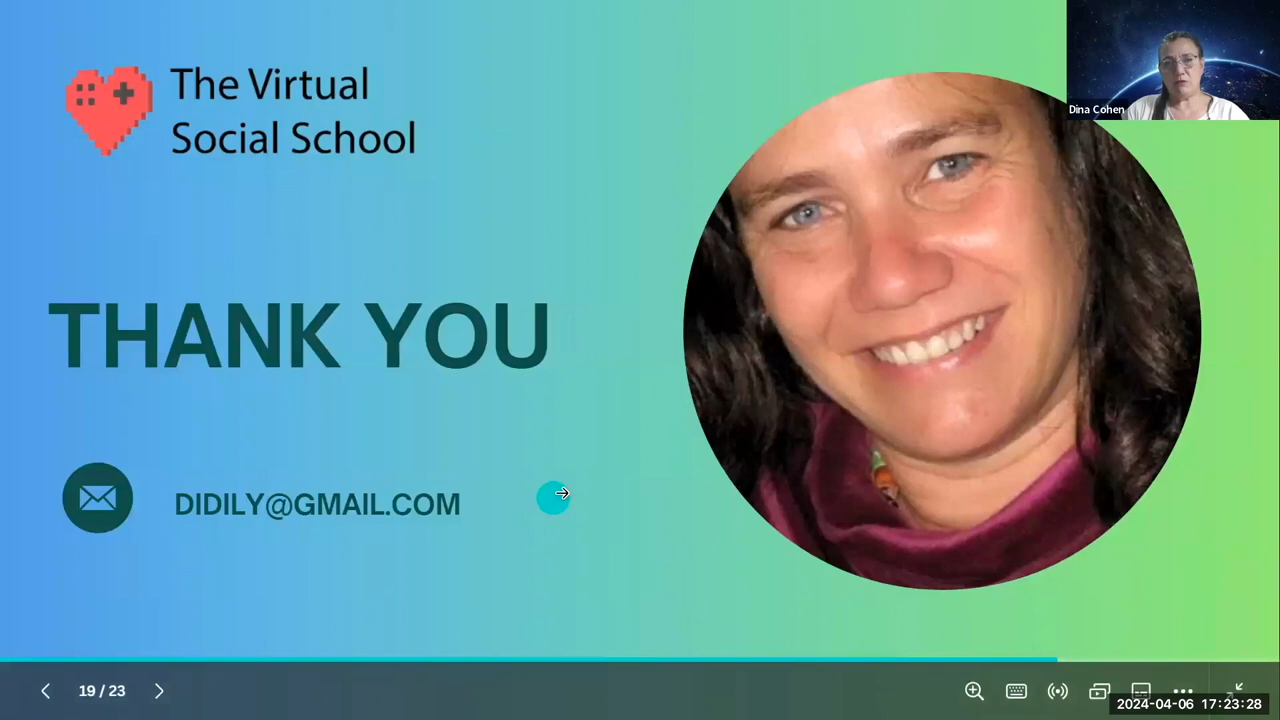 The Virtual
Social School
Dina Cohen
THANK YOU
DIDILY@GMAIL.COM
19 / 23
2024-04-06 17:23:28